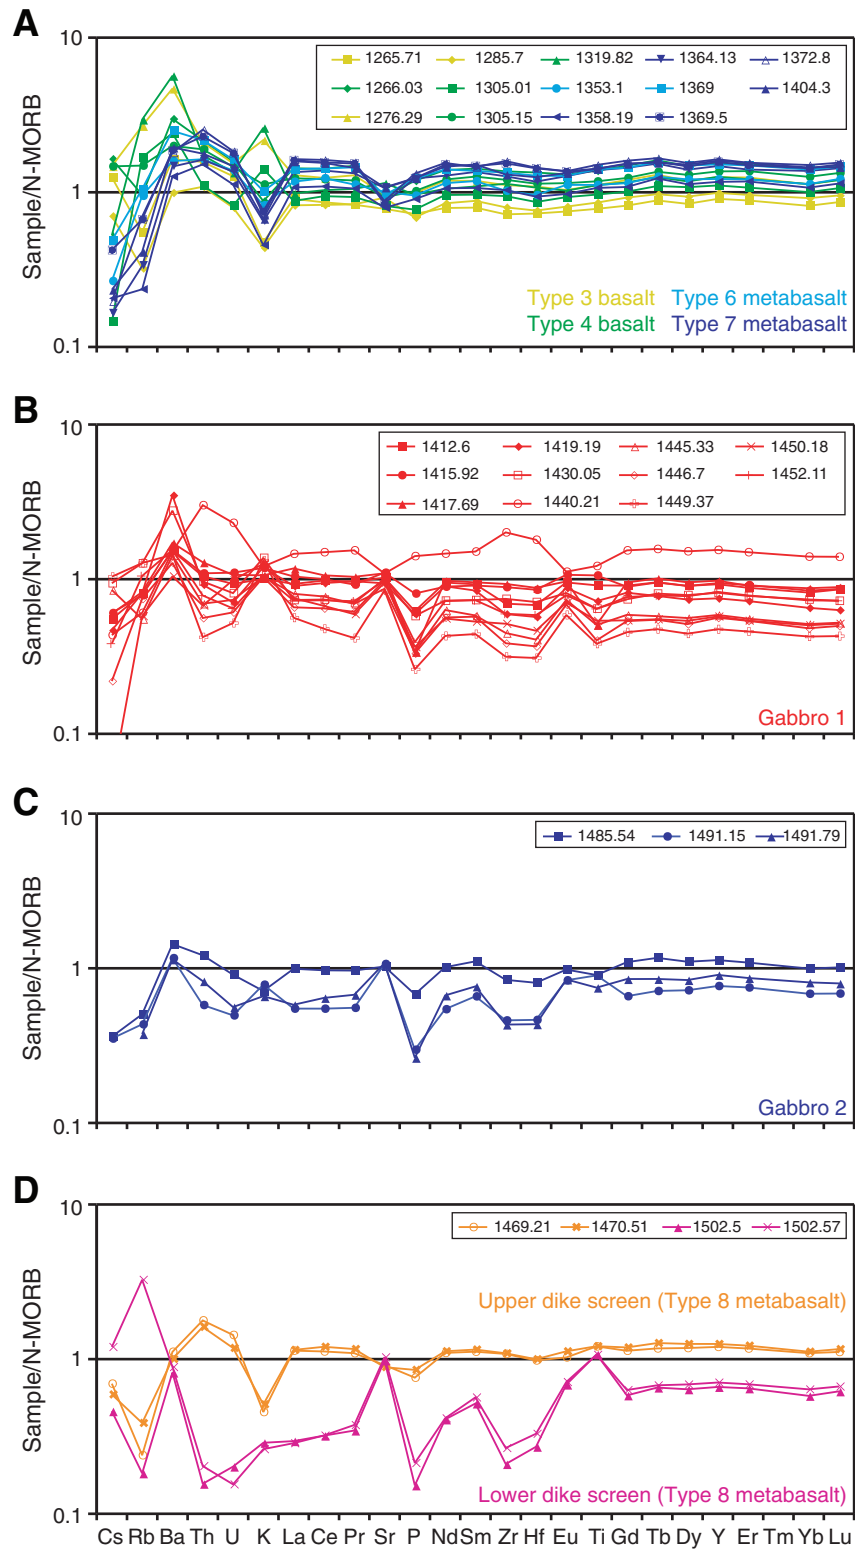 A
10
1265.71 1285.7 1319.82 1364.13 1372.8
1266.03 1305.01 1353.1 1369 1404.3
1276.29 1305.15 1358.19 1369.5
Sample/N-MORB
1
Type 3 basalt Type 6 metabasalt
Type 4 basalt Type 7 metabasalt
0.1
B
10
1412.6 1419.19 1445.33 1450.18
1415.92 1430.05 1446.7 1452.11
1417.69 1440.21 1449.37
Sample/N-MORB
1
Gabbro 1
0.1
C
10
1485.54 1491.15 1491.79
Sample/N-MORB
1
Gabbro 2
0.1
D
10
1469.21 1470.51 1502.5 1502.57
Sample/N-MORB
Upper dike screen (Type 8 metabasalt)
1
Lower dike screen (Type 8 metabasalt)
0.1
Cs Rb Ba Th U K La Ce Pr Sr P Nd Sm Zr Hf Eu Ti Gd Tb Dy Y Er Tm Yb Lu